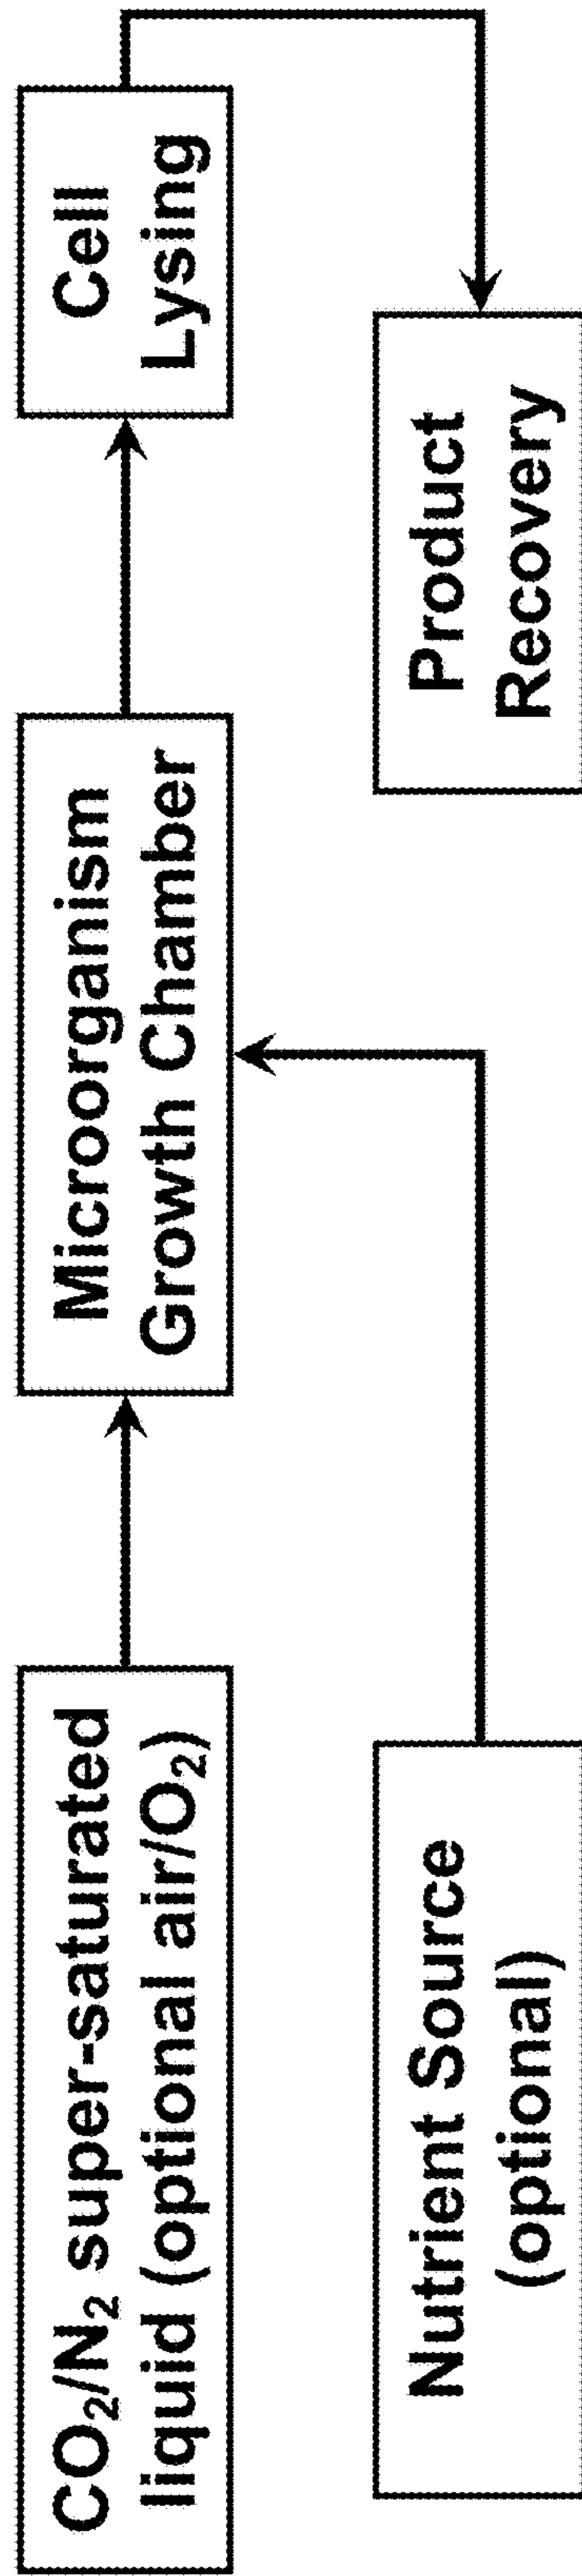 CO₂/N₂ super-saturated
liquid (optional air/O₂)
Microorganism
Growth Chamber
Cell
Lysing
Nutrient Source
(optional)
Product
Recovery